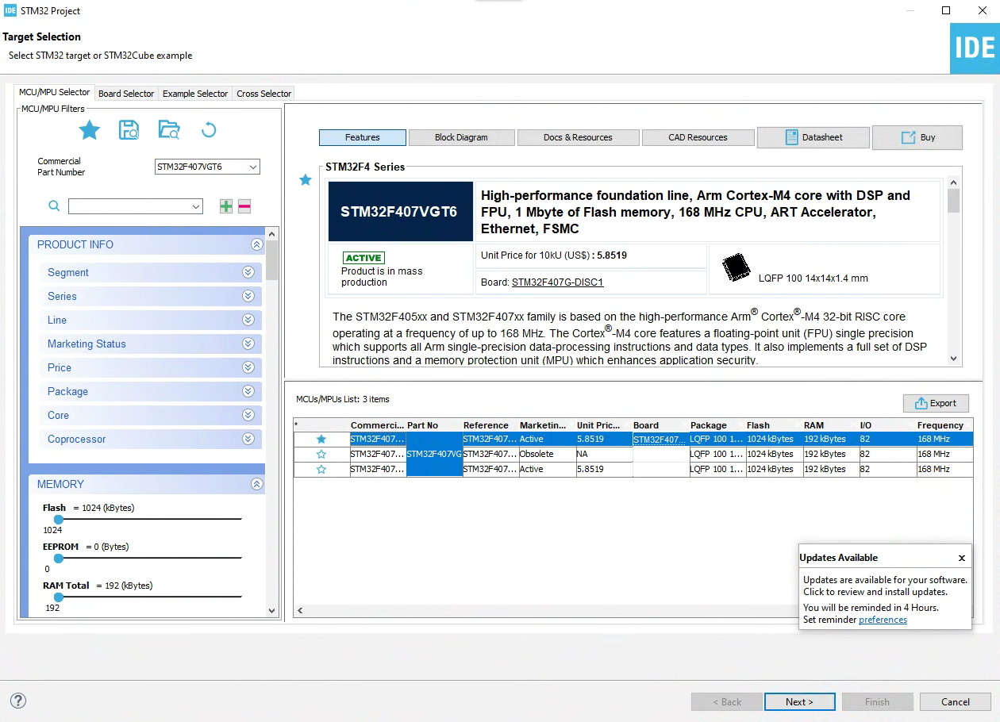 IDE STM32 Project
Target Selection
Select STM32 target or STM32Cube example
IDE
MCU/MPU Selector Board Selector Example Selector Cross Selector
MCU/MPU Filters
Commercial
Part Number
STM32F407VGT6
PRODUCT INFO
Segment
Series
Line
Marketing Status
Price
Package
Core
Coprocessor
MEMORY
Flash = 1024 (kBytes)
1024
EEPROM = 0 (Bytes)
0
RAM Total = 192 (kBytes)
192
Features Block Diagram Docs & Resources CAD Resources Datasheet Buy
STM32F4 Series
STM32F407VGT6
High-performance foundation line, Arm Cortex-M4 core with DSP and
FPU, 1 Mbyte of Flash memory, 168 MHz CPU, ART Accelerator,
Ethernet, FSMC
ACTIVE
Product is in mass
production
Unit Price for 10kU (US$) : 5.8519
Board: STM32F407G-DISC1
LQFP 100 14x14x1.4 mm
The STM32F405xx and STM32F407xx family is based on the high-performance Arm® Cortex®-M4 32-bit RISC core
operating at a frequency of up to 168 MHz. The Cortex®-M4 core features a floating-point unit (FPU) single precision
which supports all Arm single-precision data-processing instructions and data types. It also implements a full set of DSP
instructions and a memory protection unit (MPU) which enhances application security.
MCUs/MPUs List: 3 items
Export
* Commerci... Part No Reference Marketin... Unit Pric... Board Package Flash RAM I/O Frequency
STM32F407... STM32F407... Active 5.8519 STM32F407... LQFP 100 1... 1024 kBytes 192 kBytes 82 168 MHz
STM32F407... STM32F407VG STM32F407... Obsolete NA LQFP 100 1... 1024 kBytes 192 kBytes 82 168 MHz
STM32F407... STM32F407... Active 5.8519 LQFP 100 1... 1024 kBytes 192 kBytes 82 168 MHz
Updates Available x
Updates are available for your software.
Click to review and install updates.
You will be reminded in 4 Hours.
Set reminder preferences
? < Back Next > Finish Cancel